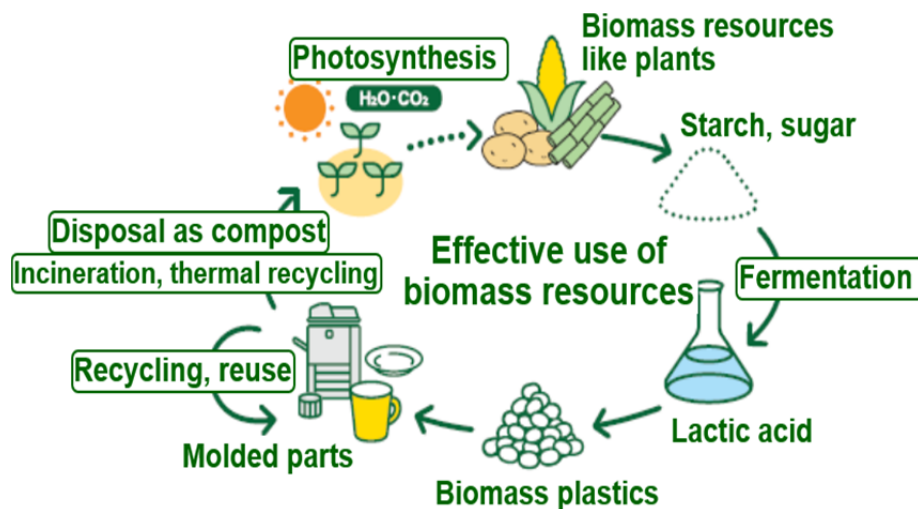 Photosynthesis
H₂O·CO₂
Biomass resources
like plants
Starch, sugar
Fermentation
Lactic acid
Biomass plastics
Molded parts
Recycling, reuse
Incineration, thermal recycling
Disposal as compost
Effective use of
biomass resources